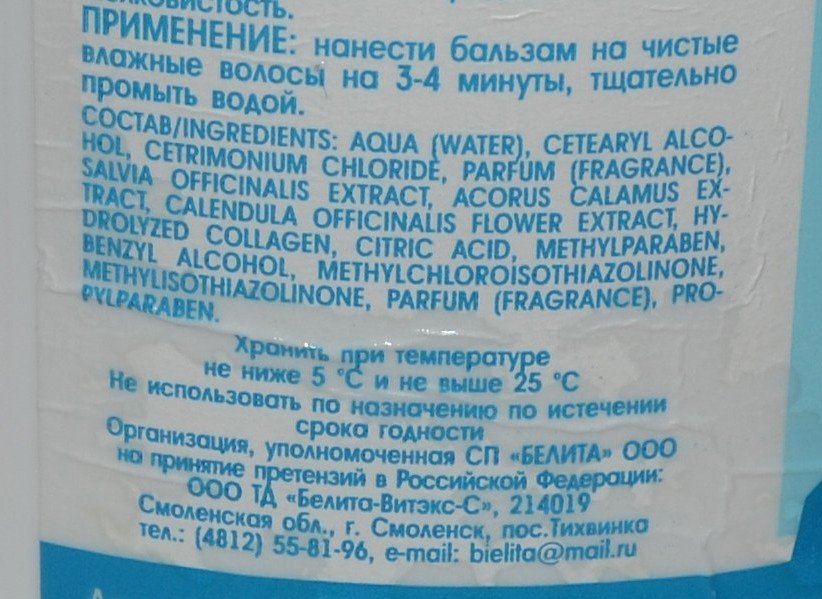 ПРИМЕНЕНИЕ: нанести бальзам на чистые
влажные волосы на 3-4 минуты, тщательно
промыть водой.
СОСТАВ/INGREDIENTS: AQUA (WATER), CETEARYL ALCO-
HOL, CETRIMONIUM CHLORIDE, PARFUM (FRAGRANCE),
SALVIA OFFICINALIS EXTRACT, ACORUS CALAMUS EX-
TRACT, CALENDULA OFFICINALIS FLOWER EXTRACT, HY-
DROLYZED COLLAGEN, CITRIC ACID, METHYLPARABEN,
BENZYL ALCOHOL, METHYLCHLOROISOTHIAZOLINONE,
METHYLISOTHIAZOLINONE, PARFUM (FRAGRANCE), PRO-
PYLPARABEN.
Хранить при температуре
не ниже 5 °C и не выше 25 °C
Не использовать по назначению по истечении
срока годности
Организация, уполномоченная СП «БЕЛИТА» ООО
на принятие претензий в Российской Федерации:
ООО ТД «Белита-Витэкс-С», 214019
Смоленская обл., г. Смоленск, пос.Тихвинка
тел.: (4812) 55-81-96, e-mail: bielita@mail.ru